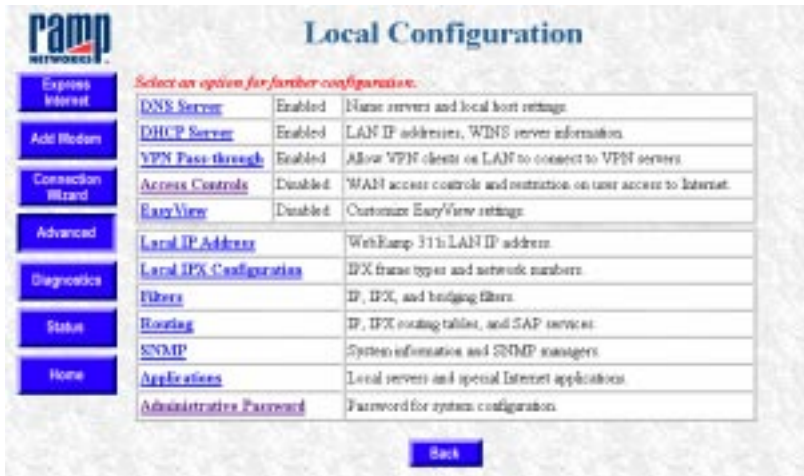 ramp
NETWORKS
Local Configuration
Express
Internet
Add Modem
Connection
Wizard
Advanced
Diagnostics
Status
Home
Select an option for further configuration.
DNS Server Enabled Name servers and local host settings.
DHCP Server Enabled LAN IP addresses, WINS server information.
VPN Pass-through Enabled Allow VPN clients on LAN to connect to VPN servers.
Access Controls Disabled WAN access controls and restriction on user access to Internet.
EasyView Disabled Customize EasyView settings.
Local IP Address WebRamp 311i LAN IP address.
Local IPX Configuration IPX frame types and network numbers.
Filters IP, IPX, and bridging filters.
Routing IP, IPX routing tables, and SAP services.
SNMP System information and SNMP managers.
Applications Local servers and special Internet applications.
Administrative Password Password for system configuration.
Back